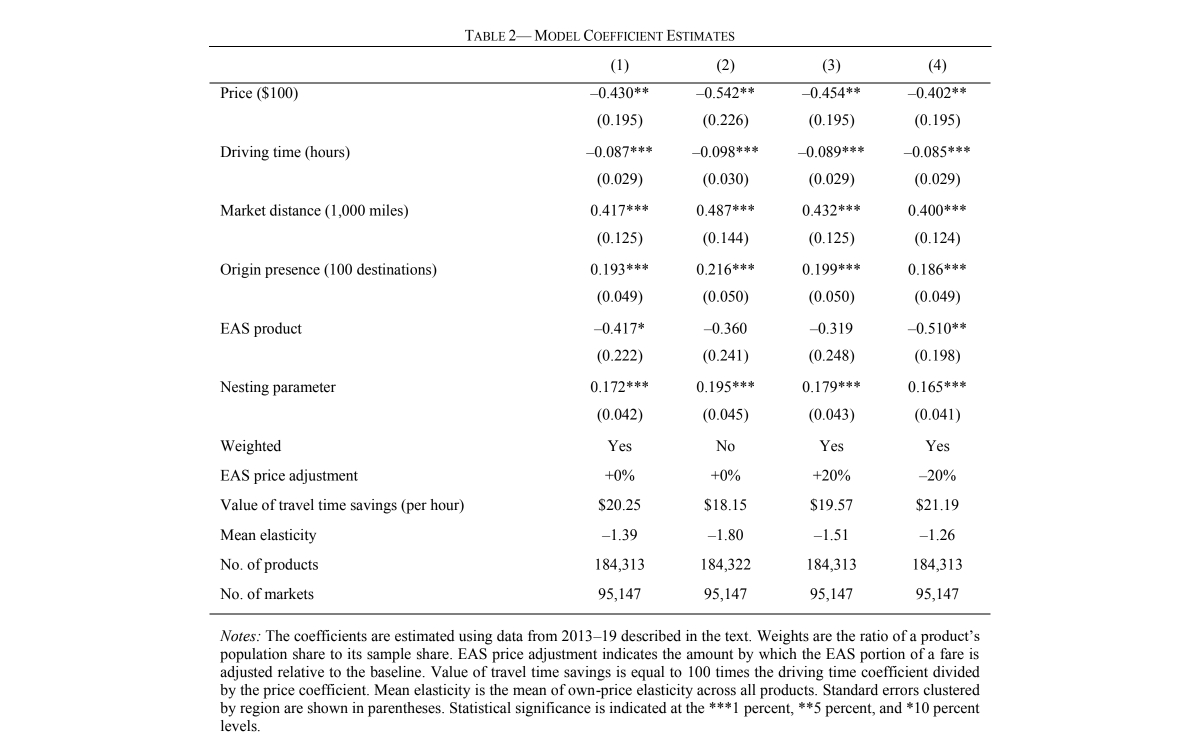 TABLE 2— MODEL COEFFICIENT ESTIMATES
(1) (2) (3) (4)
Price ($100) –0.430** –0.542** –0.454** –0.402**
(0.195) (0.226) (0.195) (0.195)
Driving time (hours) –0.087*** –0.098*** –0.089*** –0.085***
(0.029) (0.030) (0.029) (0.029)
Market distance (1,000 miles) 0.417*** 0.487*** 0.432*** 0.400***
(0.125) (0.144) (0.125) (0.124)
Origin presence (100 destinations) 0.193*** 0.216*** 0.199*** 0.186***
(0.049) (0.050) (0.050) (0.049)
EAS product –0.417* –0.360 –0.319 –0.510**
(0.222) (0.241) (0.248) (0.198)
Nesting parameter 0.172*** 0.195*** 0.179*** 0.165***
(0.042) (0.045) (0.043) (0.041)
Weighted Yes No Yes Yes
EAS price adjustment +0% +0% +20% –20%
Value of travel time savings (per hour) $20.25 $18.15 $19.57 $21.19
Mean elasticity –1.39 –1.80 –1.51 –1.26
No. of products 184,313 184,322 184,313 184,313
No. of markets 95,147 95,147 95,147 95,147
Notes: The coefficients are estimated using data from 2013–19 described in the text. Weights are the ratio of a product’s
population share to its sample share. EAS price adjustment indicates the amount by which the EAS portion of a fare is
adjusted relative to the baseline. Value of travel time savings is equal to 100 times the driving time coefficient divided
by the price coefficient. Mean elasticity is the mean of own-price elasticity across all products. Standard errors clustered
by region are shown in parentheses. Statistical significance is indicated at the ***1 percent, **5 percent, and *10 percent
levels.